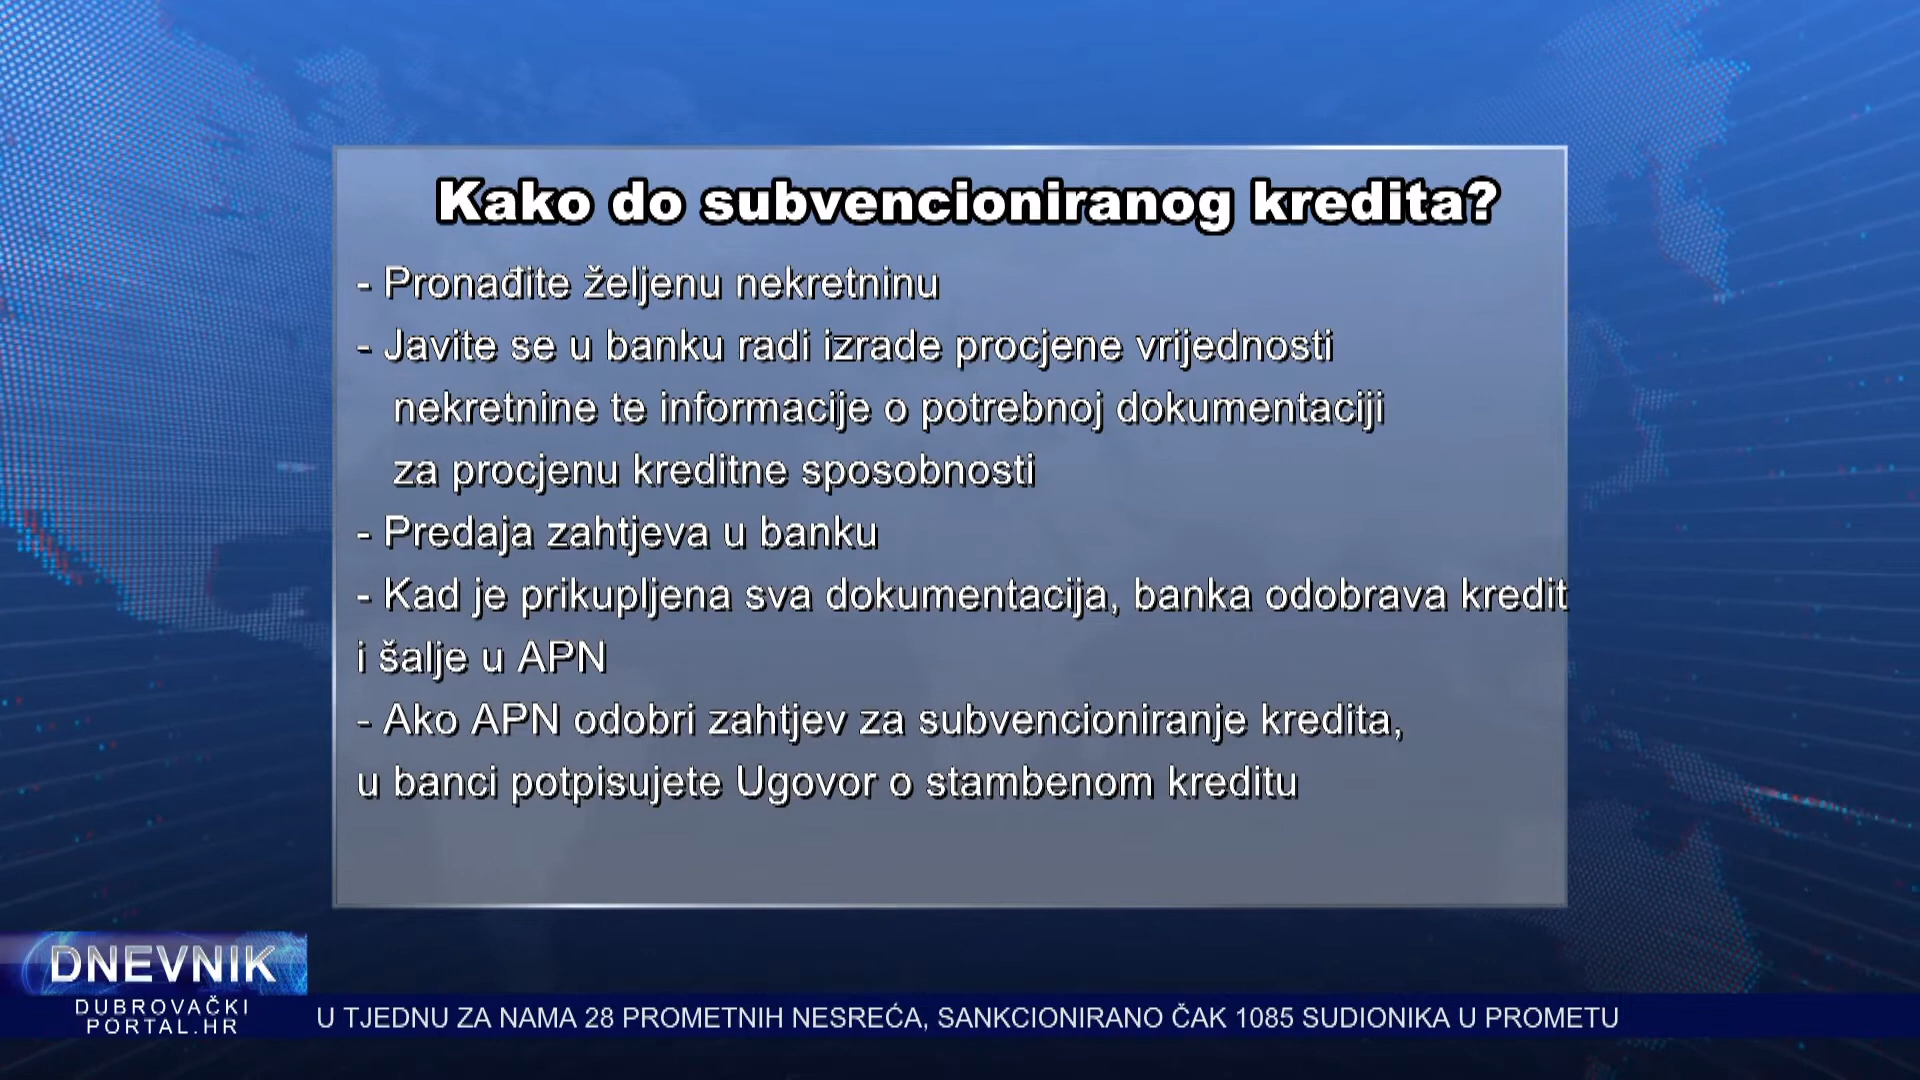 Kako do subvencioniranog kredita?
- Pronađite željenu nekretninu
- Javite se u banku radi izrade procjene vrijednosti
nekretnine te informacije o potrebnoj dokumentaciji
za procjenu kreditne sposobnosti
- Predaja zahtjeva u banku
- Kad je prikupljena sva dokumentacija, banka odobrava kredit
i šalje u APN
- Ako APN odobri zahtjev za subvencioniranje kredita,
u banci potpisujete Ugovor o stambenom kreditu
DNEVNIK
DUBROVAČKI
PORTAL.HR
U TJEDNU ZA NAMA 28 PROMETNIH NESREĆA, SANKCIONIRANO ČAK 1085 SUDIONIKA U PROMETU